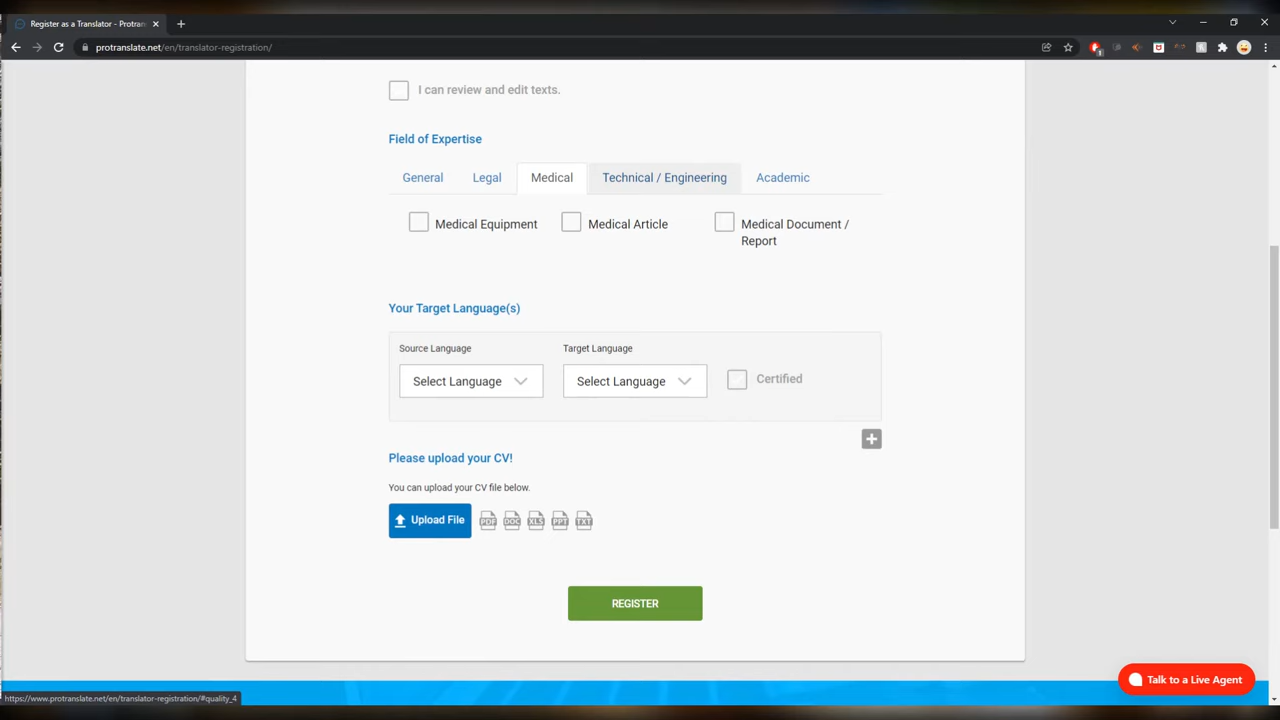 Register as a Translator - Protran
protranslate.net/en/translator-registration/
I can review and edit texts.
Field of Expertise
General Legal Medical Technical / Engineering Academic
Medical Equipment Medical Article Medical Document /
Report
Your Target Language(s)
Source Language Target Language
Select Language Select Language Certified
Please upload your CV!
You can upload your CV file below.
Upload File PDF DOC XLS PPT TXT
REGISTER
Talk to a Live Agent
https://www.protranslate.net/en/translator-registration/#quality_4